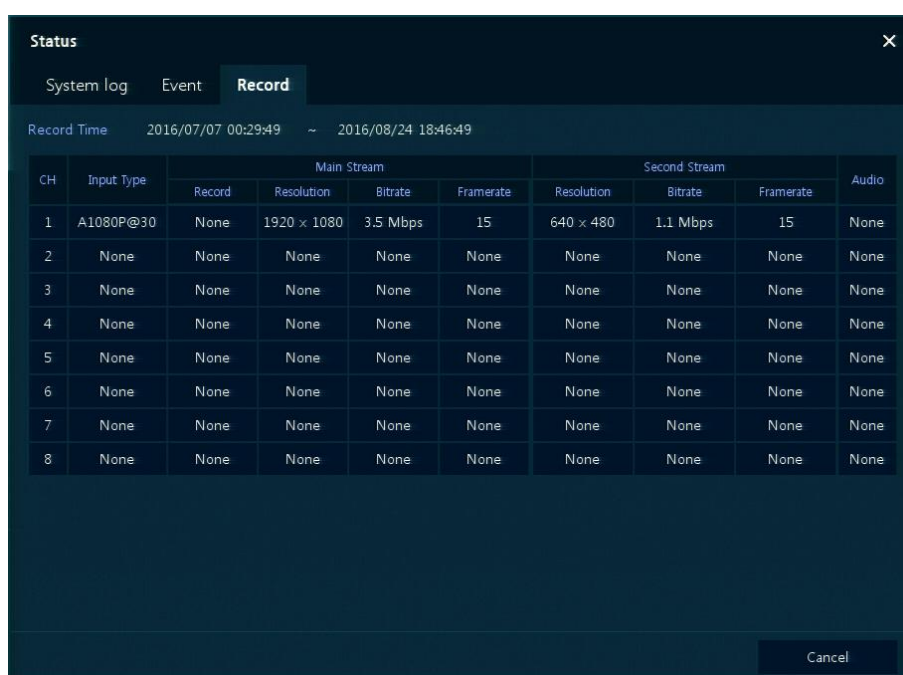 Status
System log Event Record
Record Time 2016/07/07 00:29:49 ~ 2016/08/24 18:46:49
CH Input Type Main Stream Second Stream Audio
Record Resolution Bitrate Framerate Resolution Bitrate Framerate
1 A1080P@30 None 1920 × 1080 3.5 Mbps 15 640 × 480 1.1 Mbps 15 None
2 None None None None None None None None None
3 None None None None None None None None None
4 None None None None None None None None None
5 None None None None None None None None None
6 None None None None None None None None None
7 None None None None None None None None None
8 None None None None None None None None None
Cancel